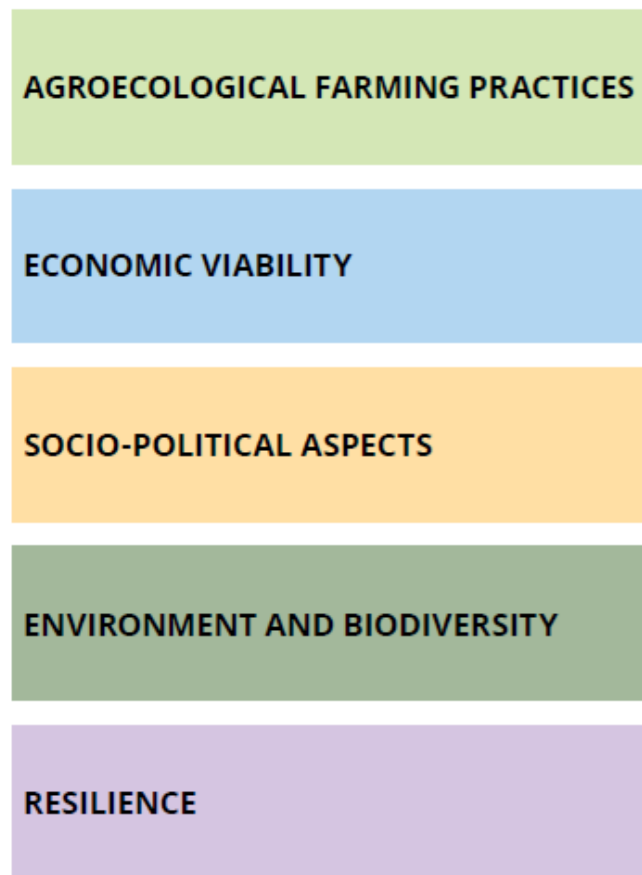 AGROECOLOGICAL FARMING PRACTICES
ECONOMIC VIABILITY
SOCIO-POLITICAL ASPECTS
ENVIRONMENT AND BIODIVERSITY
RESILIENCE